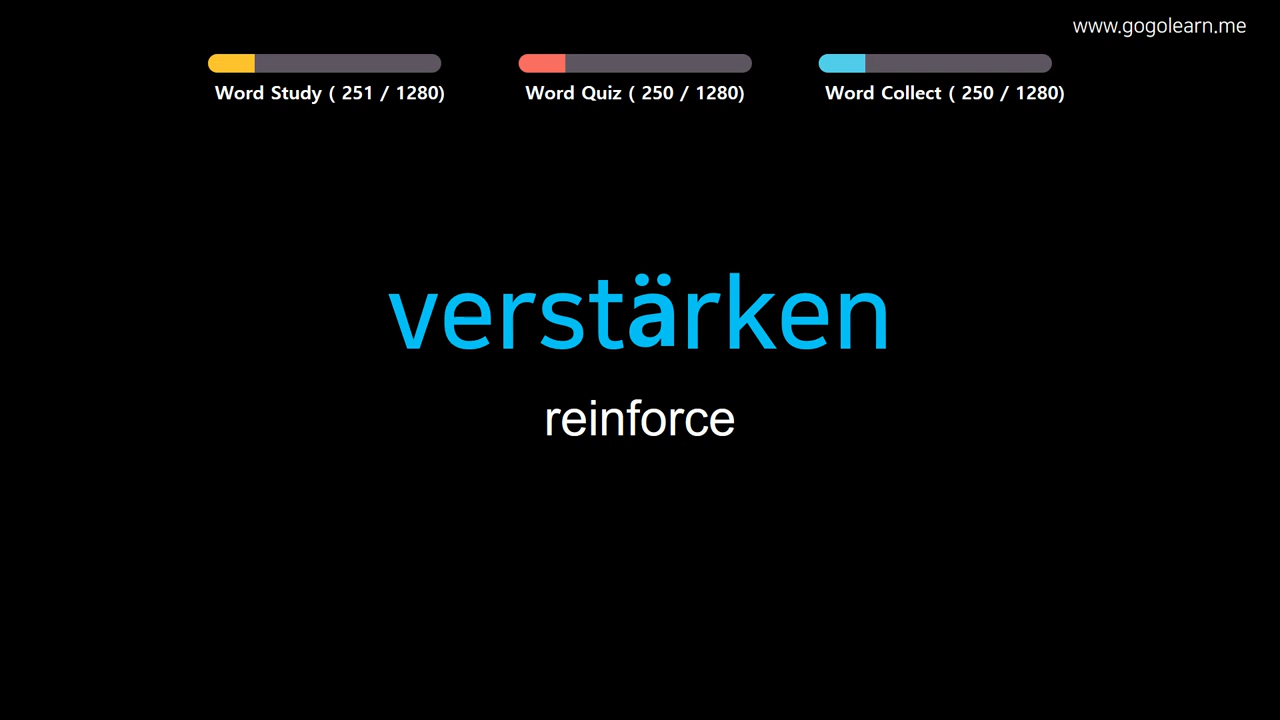 www.gogolearn.me
Word Study ( 251 / 1280)
Word Quiz ( 250 / 1280)
Word Collect ( 250 / 1280)
verstärken
reinforce